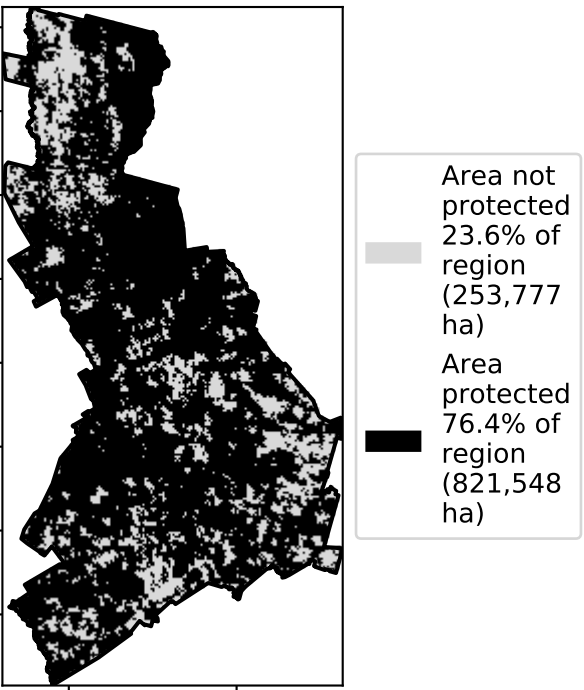 Area not
protected
23.6% of
region
(253,777
ha)
Area
protected
76.4% of
region
(821,548
ha)